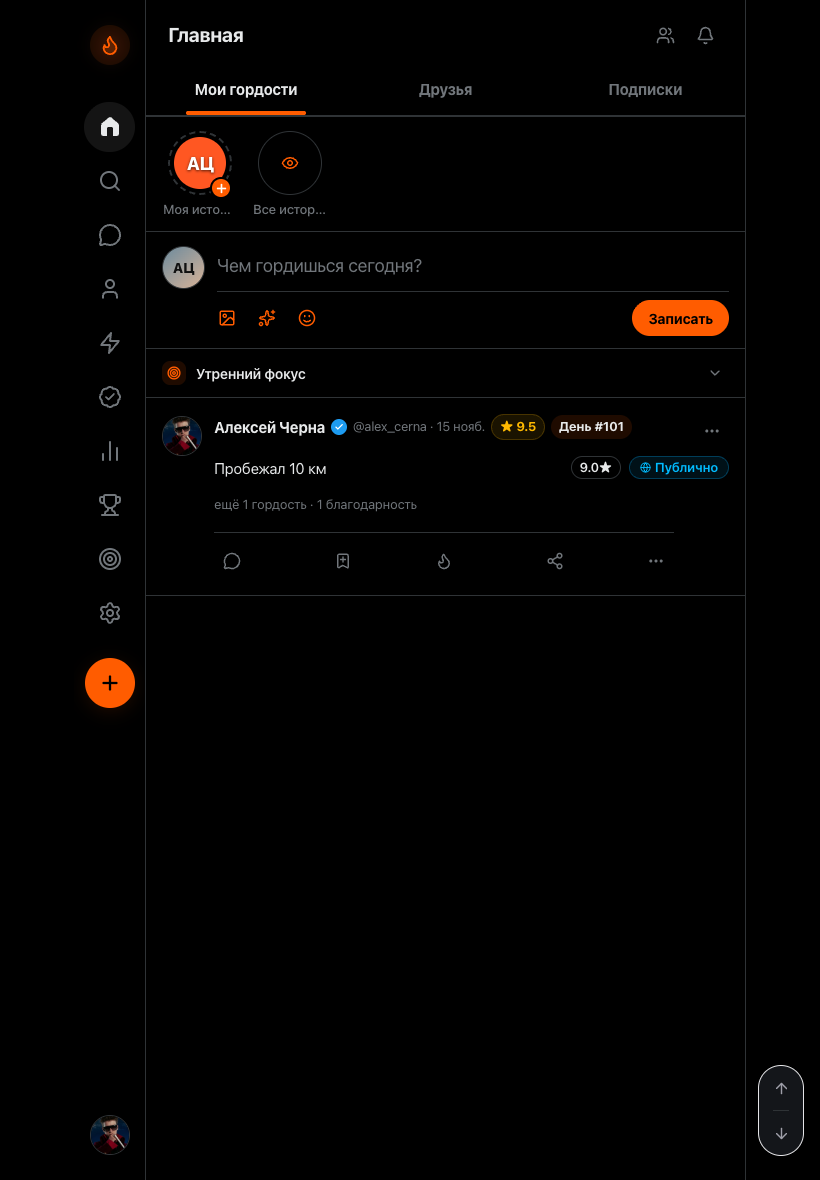 Главная
Мои гордости
Друзья
Подписки
АЦ
Моя исто...
Все истор...
АЦ
Чем гордишься сегодня?
Записать
Утренний фокус
Алексей Черна @alex_cerna · 15 нояб. ★ 9.5 День #101
Пробежал 10 км
9.0★
Публично
ещё 1 гордость · 1 благодарность